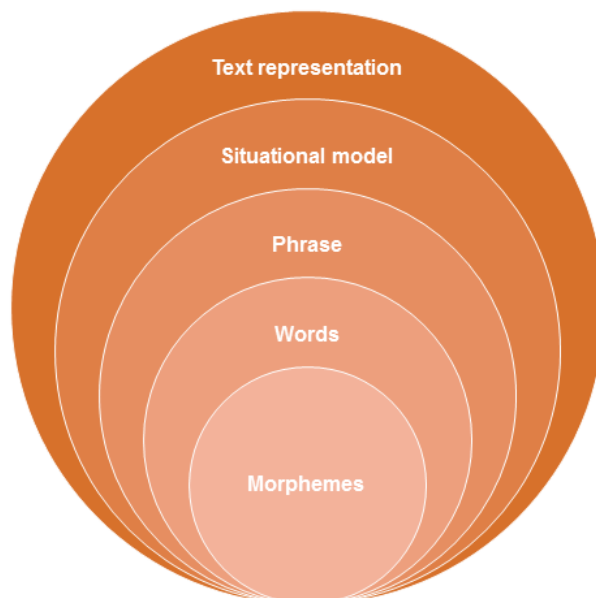 Text representation
Situational model
Phrase
Words
Morphemes